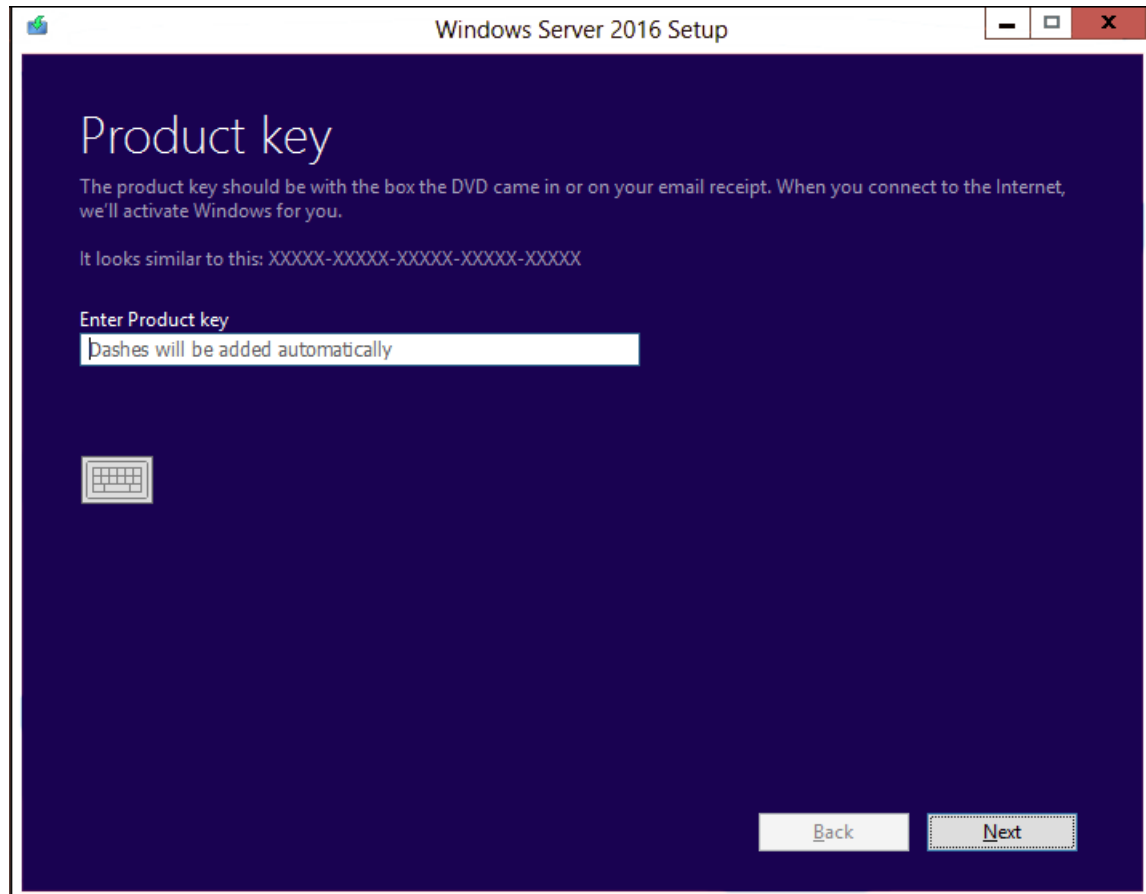 Windows Server 2016 Setup
Product key
The product key should be with the box the DVD came in or on your email receipt. When you connect to the Internet,
we'll activate Windows for you.
It looks similar to this: XXXXX-XXXXX-XXXXX-XXXXX-XXXXX
Enter Product key
Dashes will be added automatically
Back
Next